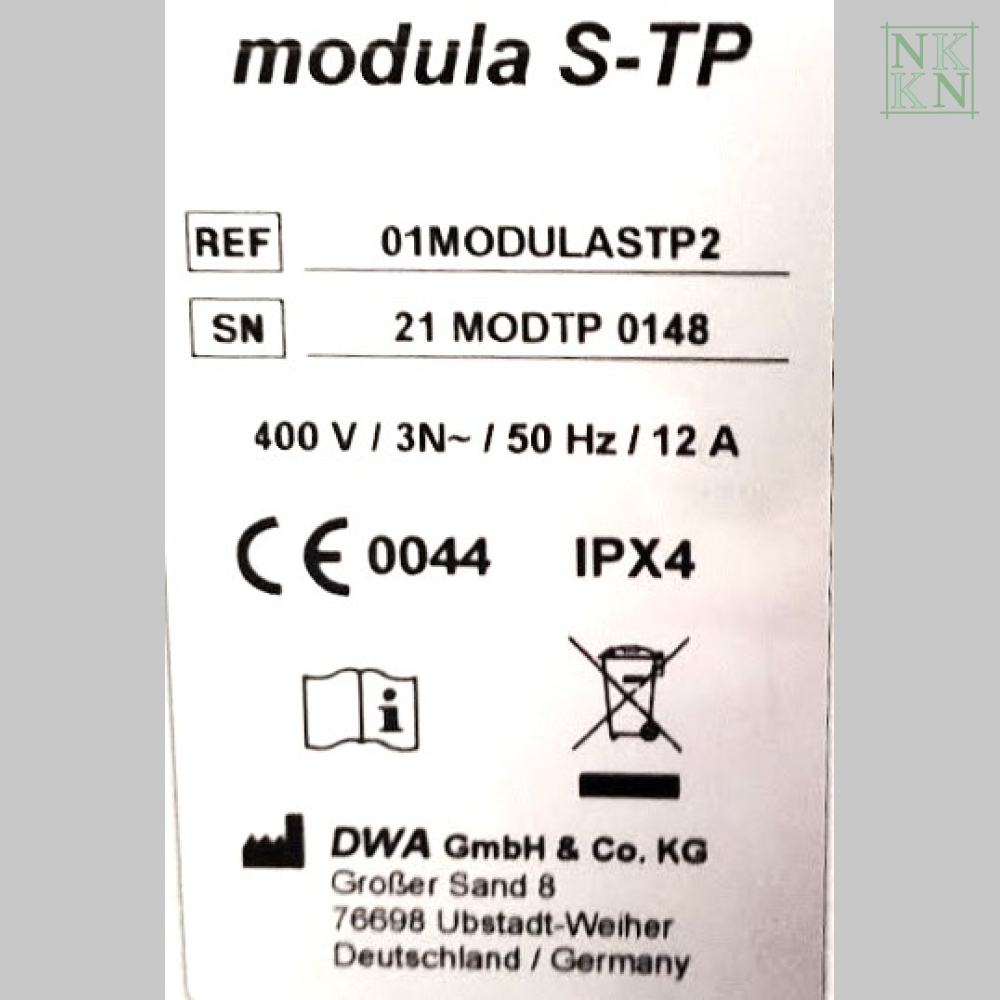 modula S-TP
NK
KN
REF 01MODULASTP2
SN 21 MODTP 0148
400 V / 3N~ / 50 Hz / 12 A
CE 0044 IPX4
i
DWA GmbH & Co. KG
Großer Sand 8
76698 Ubstadt-Weiher
Deutschland / Germany